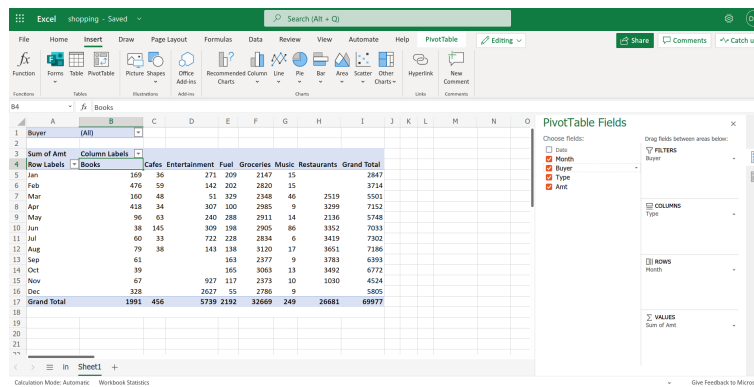 Excel shopping - Saved Search (Alt + Q)
File Home Insert Draw Page Layout Formulas Data Review View Automate Help PivotTable Editing Share Comments Catch u
Function Forms Table PivotTable Picture Shapes Office Add-ins Recommended Charts Column Line Pie Bar Area Scatter Other Charts Hyperlink New Comment
Functions Tables Illustrations Add-ins Charts Links Comments
B4 fx Books
A B C D E F G H I J K L M N O
1 Buyer (All)
2
3 Sum of Amt Column Labels
4 Row Labels Books Cafes Entertainment Fuel Groceries Music Restaurants Grand Total
5 Jan 169 36 271 209 2147 15 2847
6 Feb 476 59 142 202 2820 15 3714
7 Mar 160 48 51 329 2348 46 2519 5501
8 Apr 418 34 307 100 2985 9 3299 7152
9 May 96 63 240 288 2911 14 2136 5748
10 Jun 38 145 309 198 2905 86 3352 7033
11 Jul 60 33 722 228 2834 6 3419 7302
12 Aug 79 38 143 138 3120 17 3651 7186
13 Sep 61 163 2377 9 3783 6393
14 Oct 39 165 3063 13 3492 6772
15 Nov 67 927 117 2373 10 1030 4524
16 Dec 328 2627 55 2786 9 5805
17 Grand Total 1991 456 5739 2192 32669 249 26681 69977
18
19
20
21
PivotTable Fields
Choose fields:
Date
Month
Buyer
Type
Amt
Drag fields between areas below:
FILTERS
Buyer
COLUMNS
Type
ROWS
Month
VALUES
Sum of Amt
in Sheet1
Calculation Mode: Automatic Workbook Statistics Give Feedback to Micros